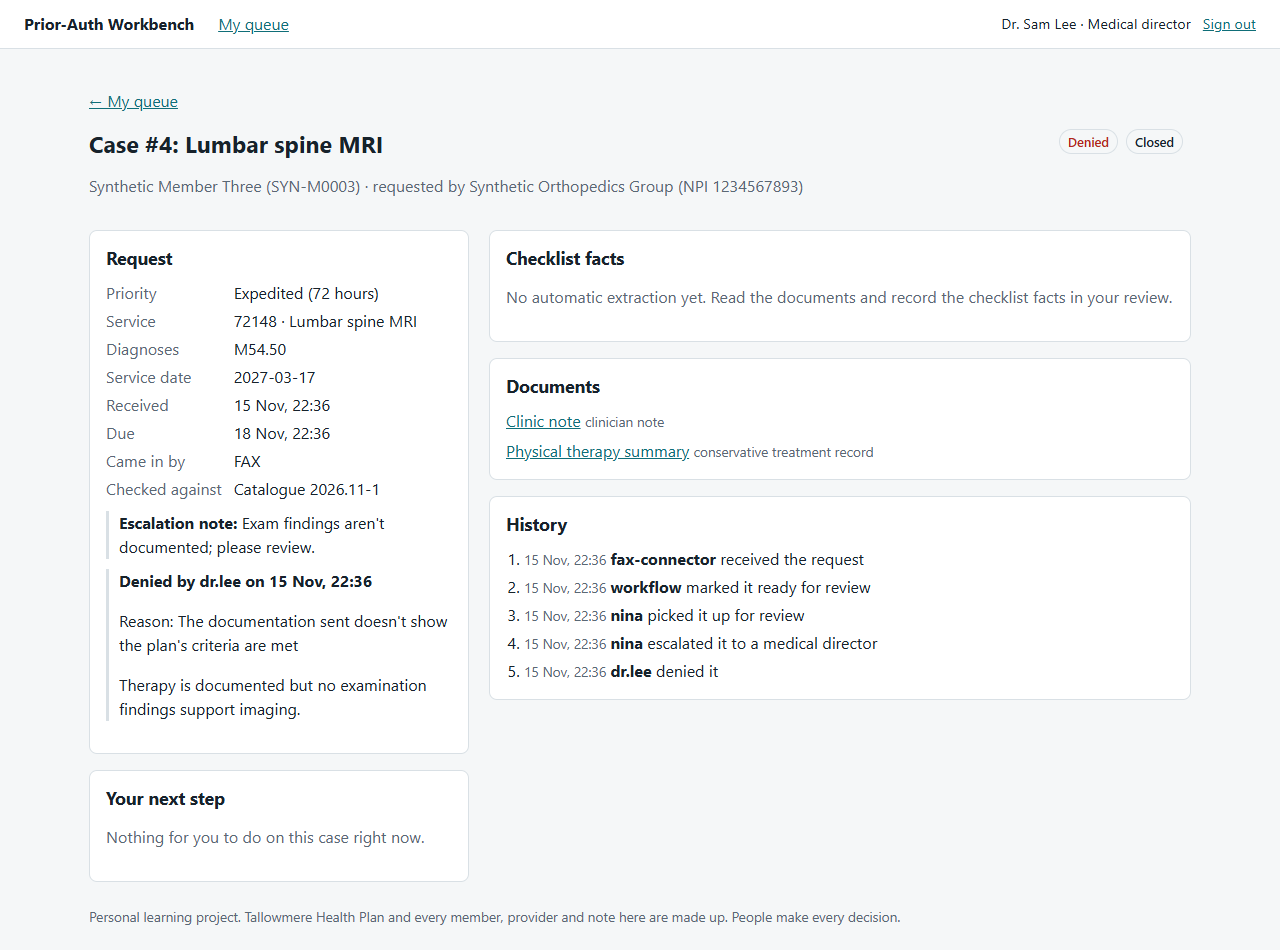 Prior-Auth Workbench My queue Dr. Sam Lee · Medical director Sign out
← My queue
Case #4: Lumbar spine MRI Denied Closed
Synthetic Member Three (SYN-M0003) · requested by Synthetic Orthopedics Group (NPI 1234567893)
Request
Priority Expedited (72 hours)
Service 72148 · Lumbar spine MRI
Diagnoses M54.50
Service date 2027-03-17
Received 15 Nov, 22:36
Due 18 Nov, 22:36
Came in by FAX
Checked against Catalogue 2026.11-1
Escalation note: Exam findings aren't
documented; please review.
Denied by dr.lee on 15 Nov, 22:36
Reason: The documentation sent doesn't show
the plan's criteria are met
Therapy is documented but no examination
findings support imaging.
Your next step
Nothing for you to do on this case right now.
Checklist facts
No automatic extraction yet. Read the documents and record the checklist facts in your review.
Documents
Clinic note clinician note
Physical therapy summary conservative treatment record
History
1. 15 Nov, 22:36 fax-connector received the request
2. 15 Nov, 22:36 workflow marked it ready for review
3. 15 Nov, 22:36 nina picked it up for review
4. 15 Nov, 22:36 nina escalated it to a medical director
5. 15 Nov, 22:36 dr.lee denied it
Personal learning project. Tallowmere Health Plan and every member, provider and note here are made up. People make every decision.